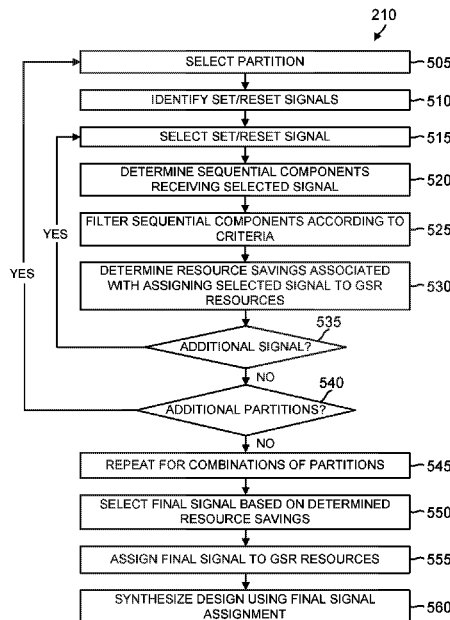 210
SELECT PARTITION
505
IDENTIFY SET/RESET SIGNALS
510
SELECT SET/RESET SIGNAL
515
DETERMINE SEQUENTIAL COMPONENTS
RECEIVING SELECTED SIGNAL
520
FILTER SEQUENTIAL COMPONENTS ACCORDING TO
CRITERIA
525
DETERMINE RESOURCE SAVINGS ASSOCIATED
WITH ASSIGNING SELECTED SIGNAL TO GSR
RESOURCES
530
YES
YES
535
ADDITIONAL SIGNAL?
NO
540
ADDITIONAL PARTITIONS?
NO
REPEAT FOR COMBINATIONS OF PARTITIONS
545
SELECT FINAL SIGNAL BASED ON DETERMINED
RESOURCE SAVINGS
550
ASSIGN FINAL SIGNAL TO GSR RESOURCES
555
SYNTHESIZE DESIGN USING FINAL SIGNAL
ASSIGNMENT
560